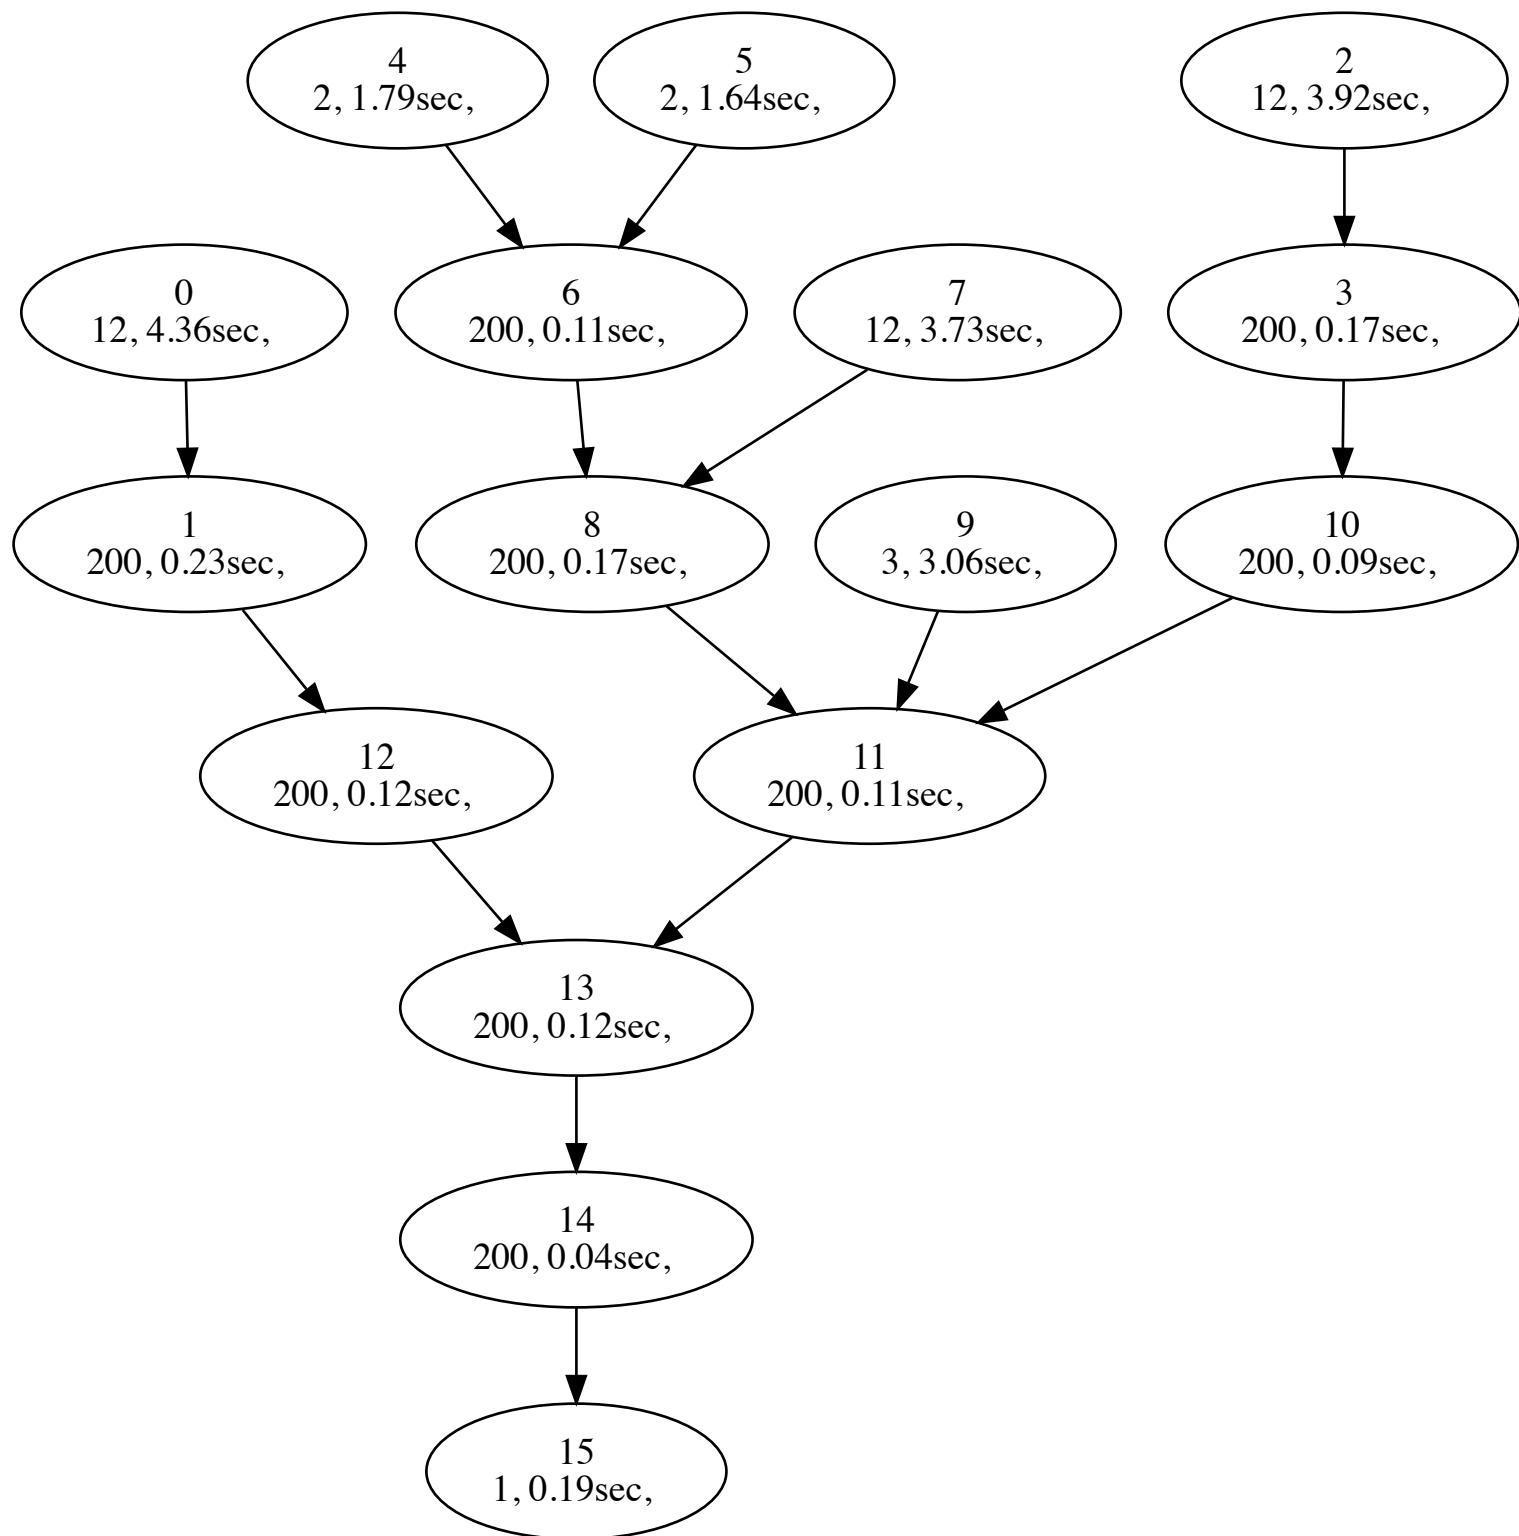 4
2, 1.79sec,
5
2, 1.64sec,
2
12, 3.92sec,
0
12, 4.36sec,
6
200, 0.11sec,
7
12, 3.73sec,
3
200, 0.17sec,
1
200, 0.23sec,
8
200, 0.17sec,
9
3, 3.06sec,
10
200, 0.09sec,
12
200, 0.12sec,
11
200, 0.11sec,
13
200, 0.12sec,
14
200, 0.04sec,
15
1, 0.19sec,